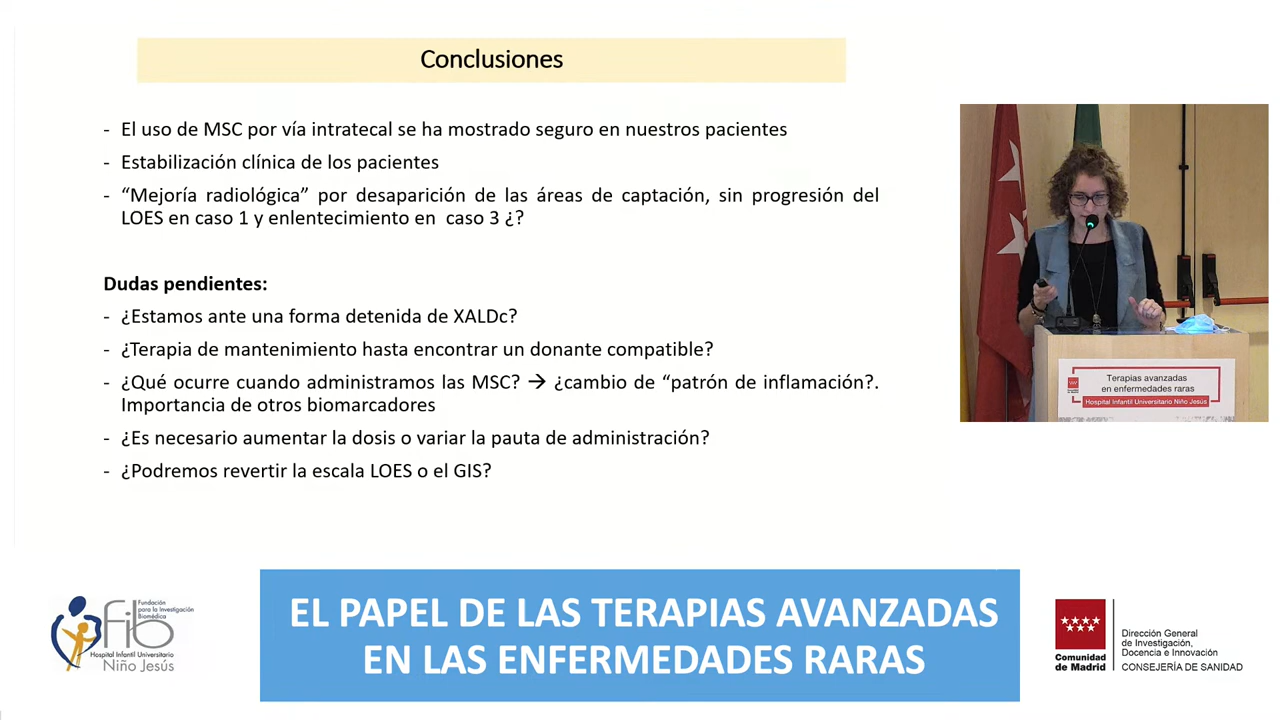 Conclusiones
- El uso de MSC por vía intratecal se ha mostrado seguro en nuestros pacientes
- Estabilización clínica de los pacientes
- “Mejoría radiológica” por desaparición de las áreas de captación, sin progresión del
LOES en caso 1 y enlentecimiento en caso 3 ¿?
Dudas pendientes:
- ¿Estamos ante una forma detenida de XALDc?
- ¿Terapia de mantenimiento hasta encontrar un donante compatible?
- ¿Qué ocurre cuando administramos las MSC? → ¿cambio de “patrón de inflamación?.
Importancia de otros biomarcadores
- ¿Es necesario aumentar la dosis o variar la pauta de administración?
- ¿Podremos revertir la escala LOES o el GIS?
Terapias avanzadas
en enfermedades raras
Hospital Infantil Universitario Niño Jesús
fib
Fundación
para la Investigación
Biomédica
Hospital Infantil Universitario
Niño Jesús
EL PAPEL DE LAS TERAPIAS AVANZADAS
EN LAS ENFERMEDADES RARAS
Comunidad
de Madrid
Dirección General
de Investigación,
Docencia e Innovación
CONSEJERÍA DE SANIDAD